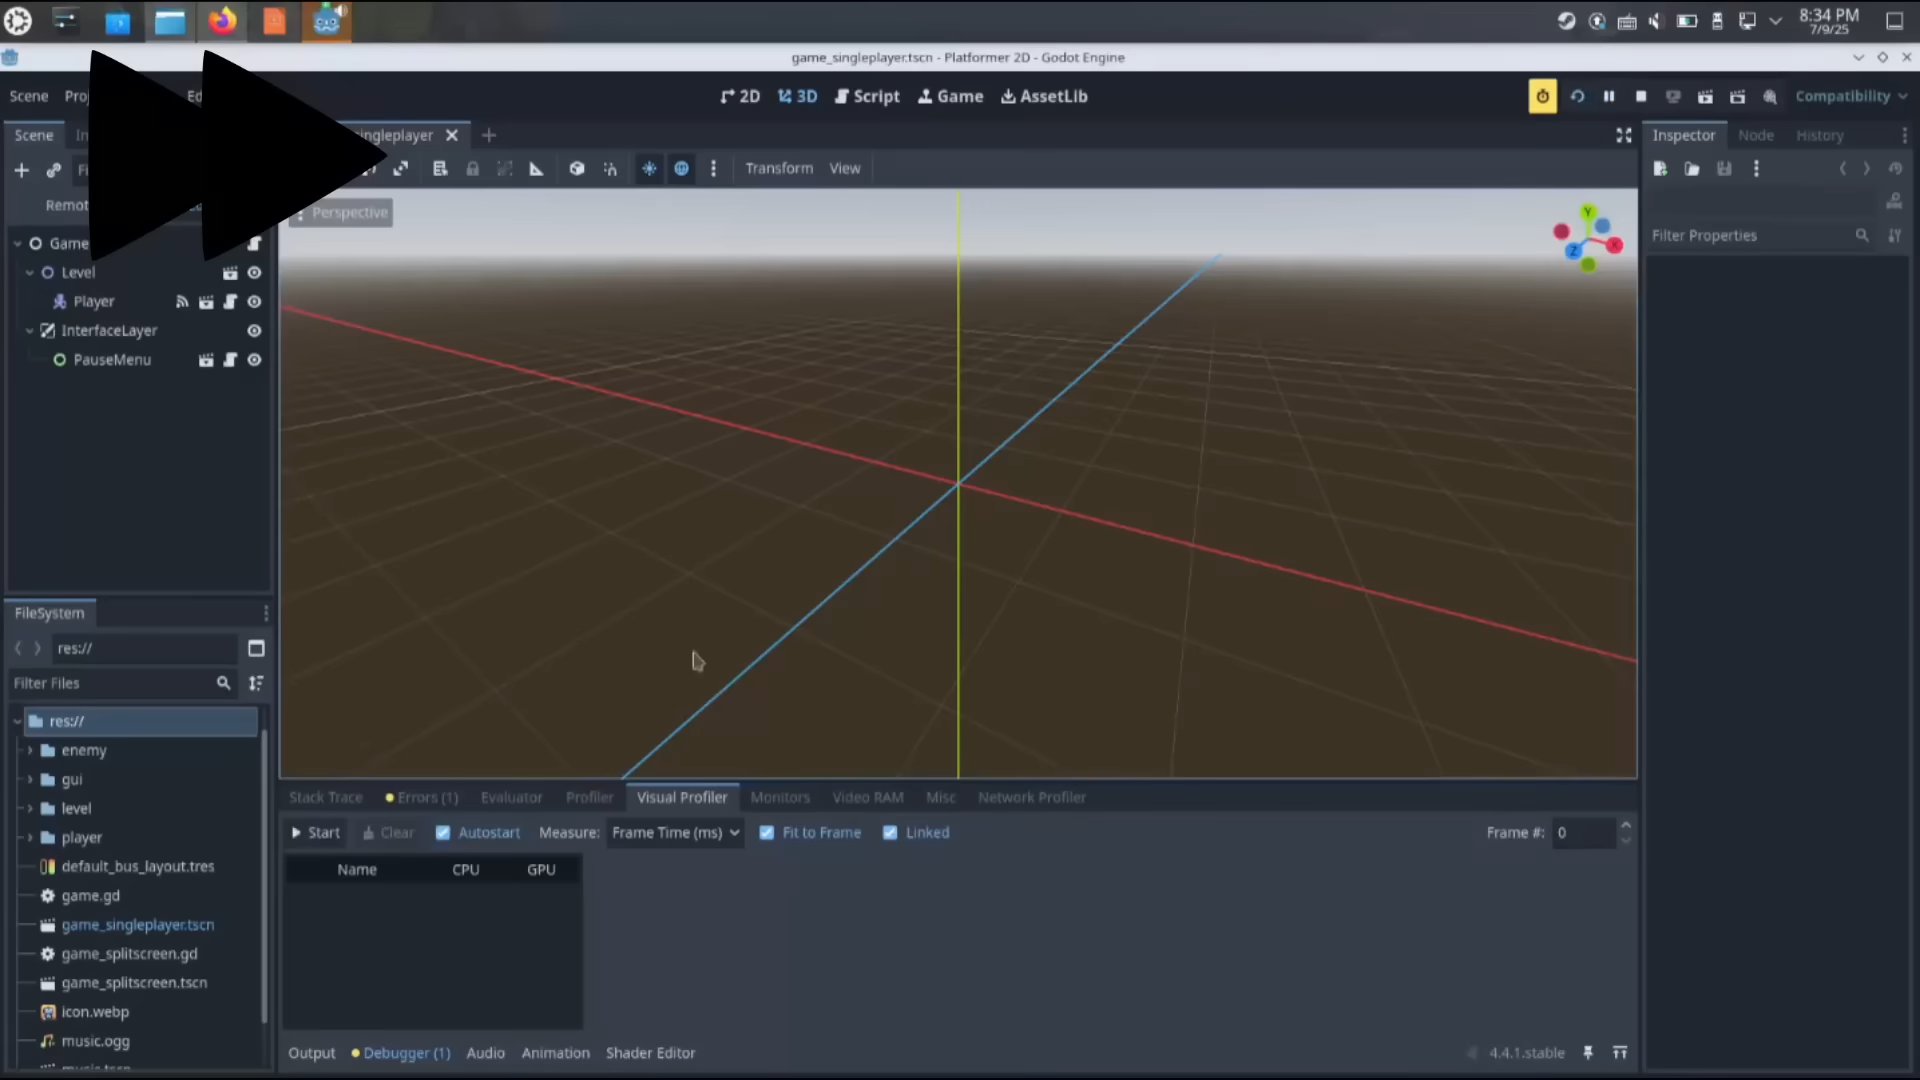 8:34 PM
7/9/25
game_singleplayer.tscn - Platformer 2D - Godot Engine
Scene
2D 3D Script Game AssetLib
Compatibility
Scene
singleplayer
Inspector Node History
Transform View
Perspective
Filter Properties
Game
Level
Player
InterfaceLayer
PauseMenu
Y
X
Z
FileSystem
res://
Filter Files
res://
enemy
gui
level
player
default_bus_layout.tres
game.gd
game_singleplayer.tscn
game_splitscreen.gd
game_splitscreen.tscn
icon.webp
music.ogg
music.tscn
Stack Trace Errors (1) Evaluator Profiler Visual Profiler Monitors Video RAM Misc Network Profiler
Start Clear Autostart Measure: Frame Time (ms) Fit to Frame Linked Frame #: 0
Name CPU GPU
Output Debugger (1) Audio Animation Shader Editor 4.4.1.stable